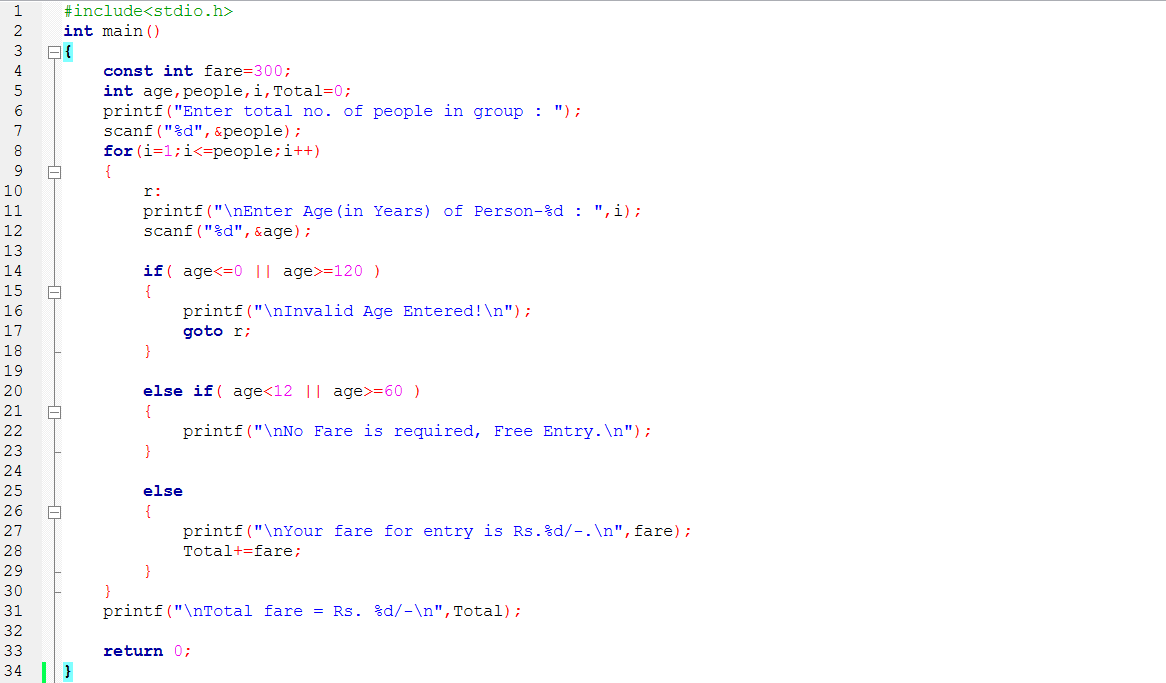 1 #include<stdio.h>
2 int main()
3 {
4     const int fare=300;
5     int age,people,i,Total=0;
6     printf("Enter total no. of people in group : ");
7     scanf("%d",&people);
8     for(i=1;i<=people;i++)
9     {
10         r:
11         printf("\nEnter Age(in Years) of Person-%d : ",i);
12         scanf("%d",&age);
13
14         if( age<=0 || age>=120 )
15         {
16             printf("\nInvalid Age Entered!\n");
17             goto r;
18         }
19
20         else if( age<12 || age>=60 )
21         {
22             printf("\nNo Fare is required, Free Entry.\n");
23         }
24
25         else
26         {
27             printf("\nYour fare for entry is Rs.%d/-.\n",fare);
28             Total+=fare;
29         }
30     }
31     printf("\nTotal fare = Rs. %d/-\n",Total);
32
33     return 0;
34 }